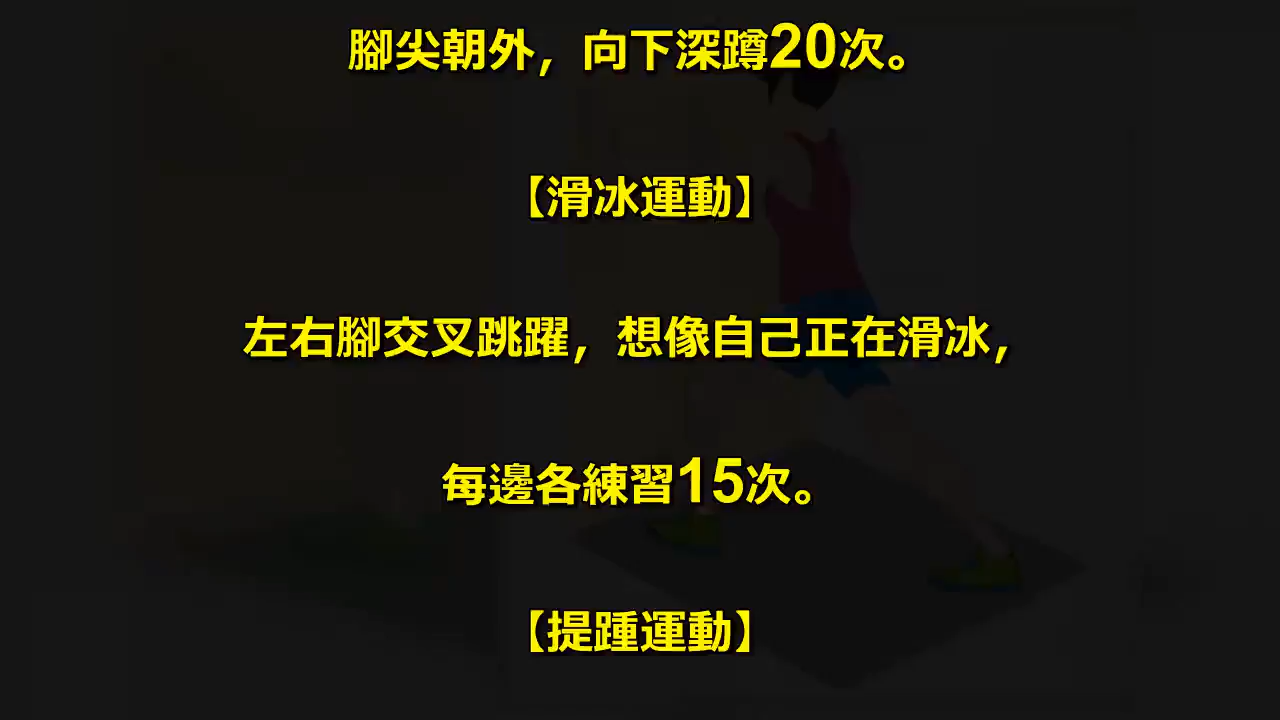 腳尖朝外，向下深蹲20次。
【滑冰運動】
左右腳交叉跳躍，想像自己正在滑冰，
每邊各練習15次。
【提踵運動】